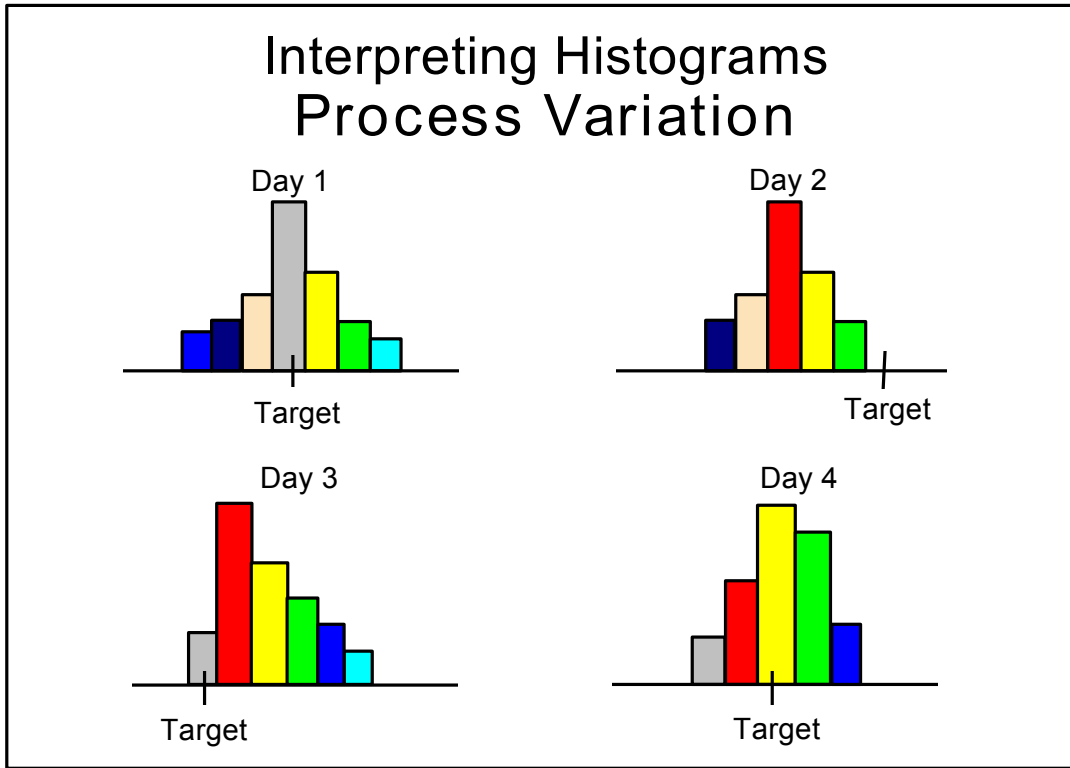 Interpreting Histograms
Process Variation
Day 1
Day 2
Target
Target
Day 3
Day 4
Target
Target